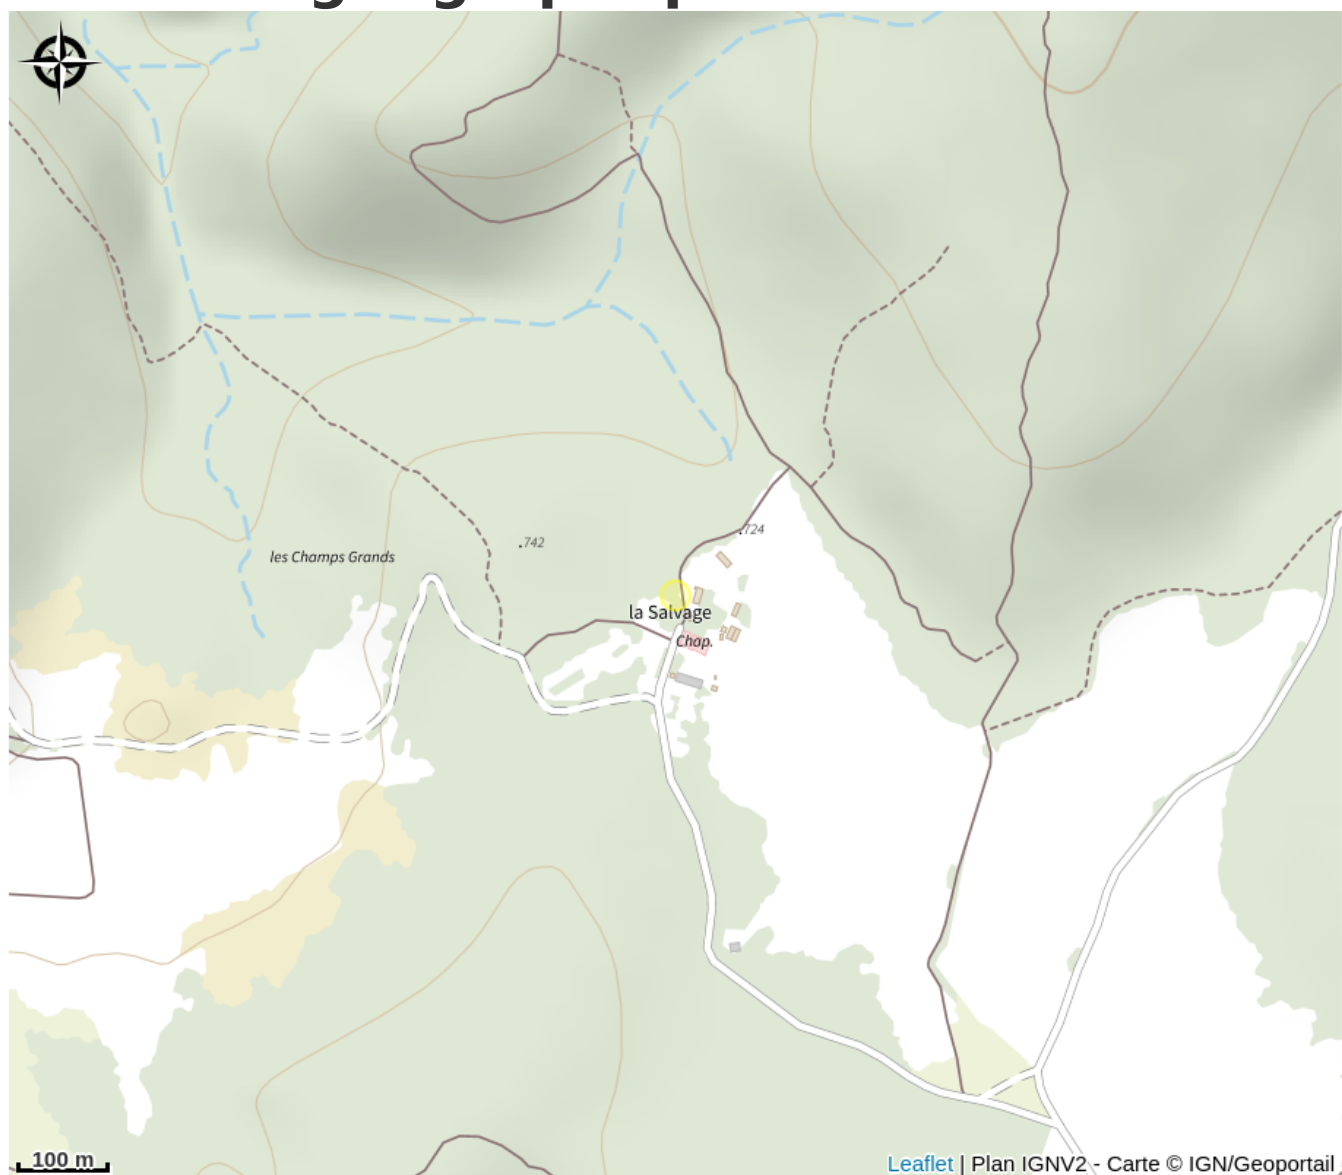 .742
.724
les Champs Grands
la Salvage
Chap.
100 m
Leaflet | Plan IGNV2 - Carte © IGN/Geoportail